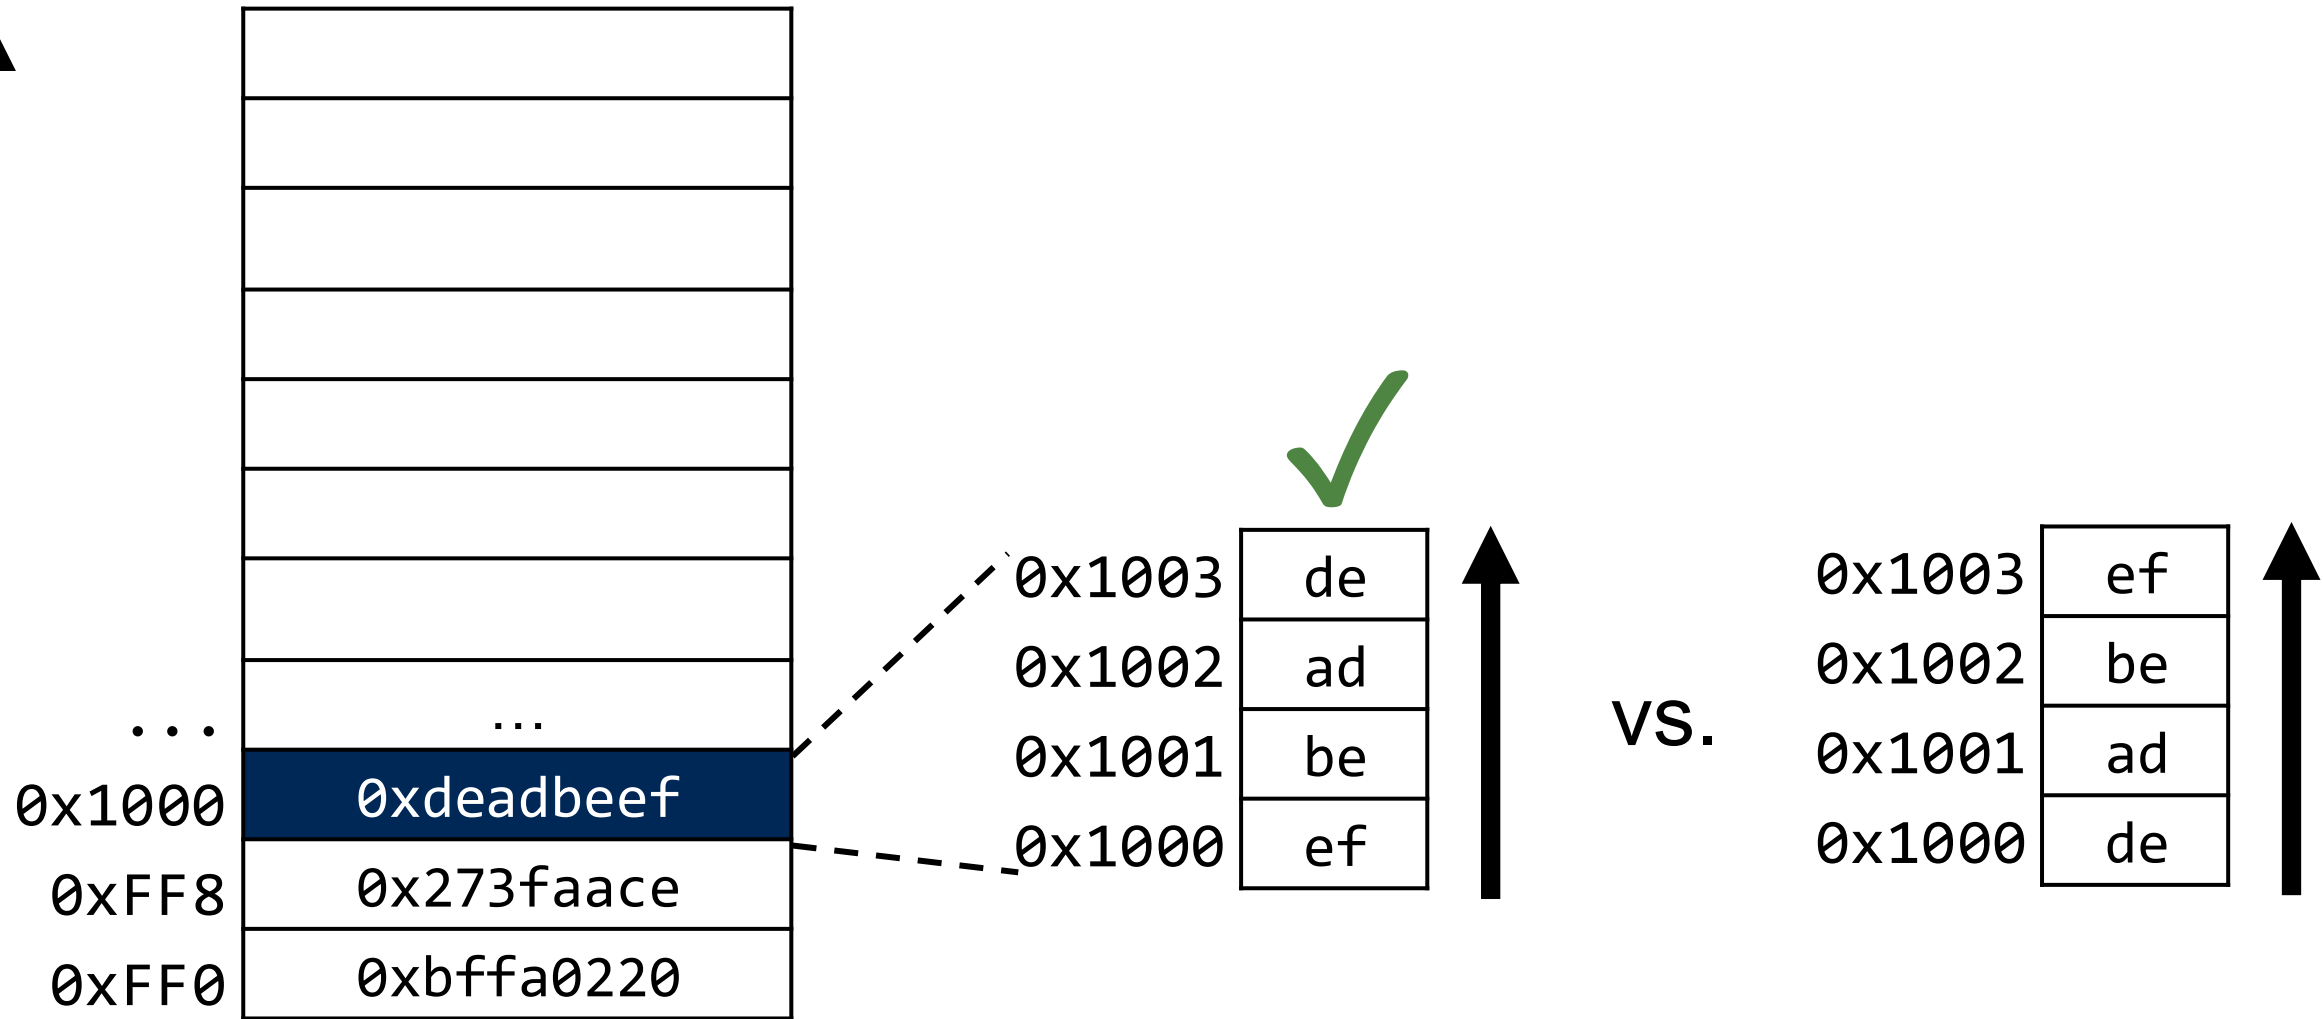 0x1003 de
0x1003 ef
0x1002 ad
0x1002 be
... ...
vs.
0x1001 be
0x1001 ad
0x1000 0xdeadbeef
0x1000 ef
0x1000 de
0xFF8 0x273faace
0xFF0 0xbffa0220